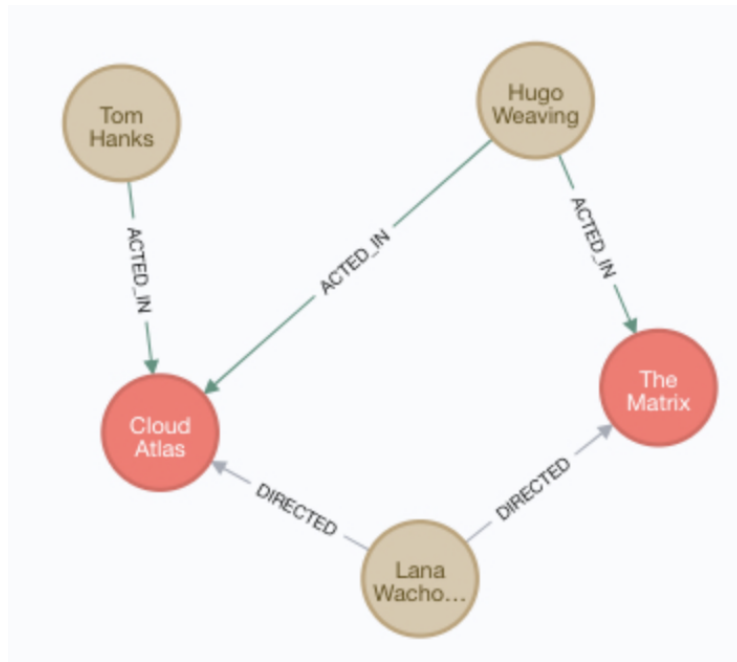 Tom
Hanks
Hugo
Weaving
ACTED_IN
ACTED_IN
ACTED_IN
The
Matrix
Cloud
Atlas
DIRECTED
DIRECTED
Lana
Wacho...